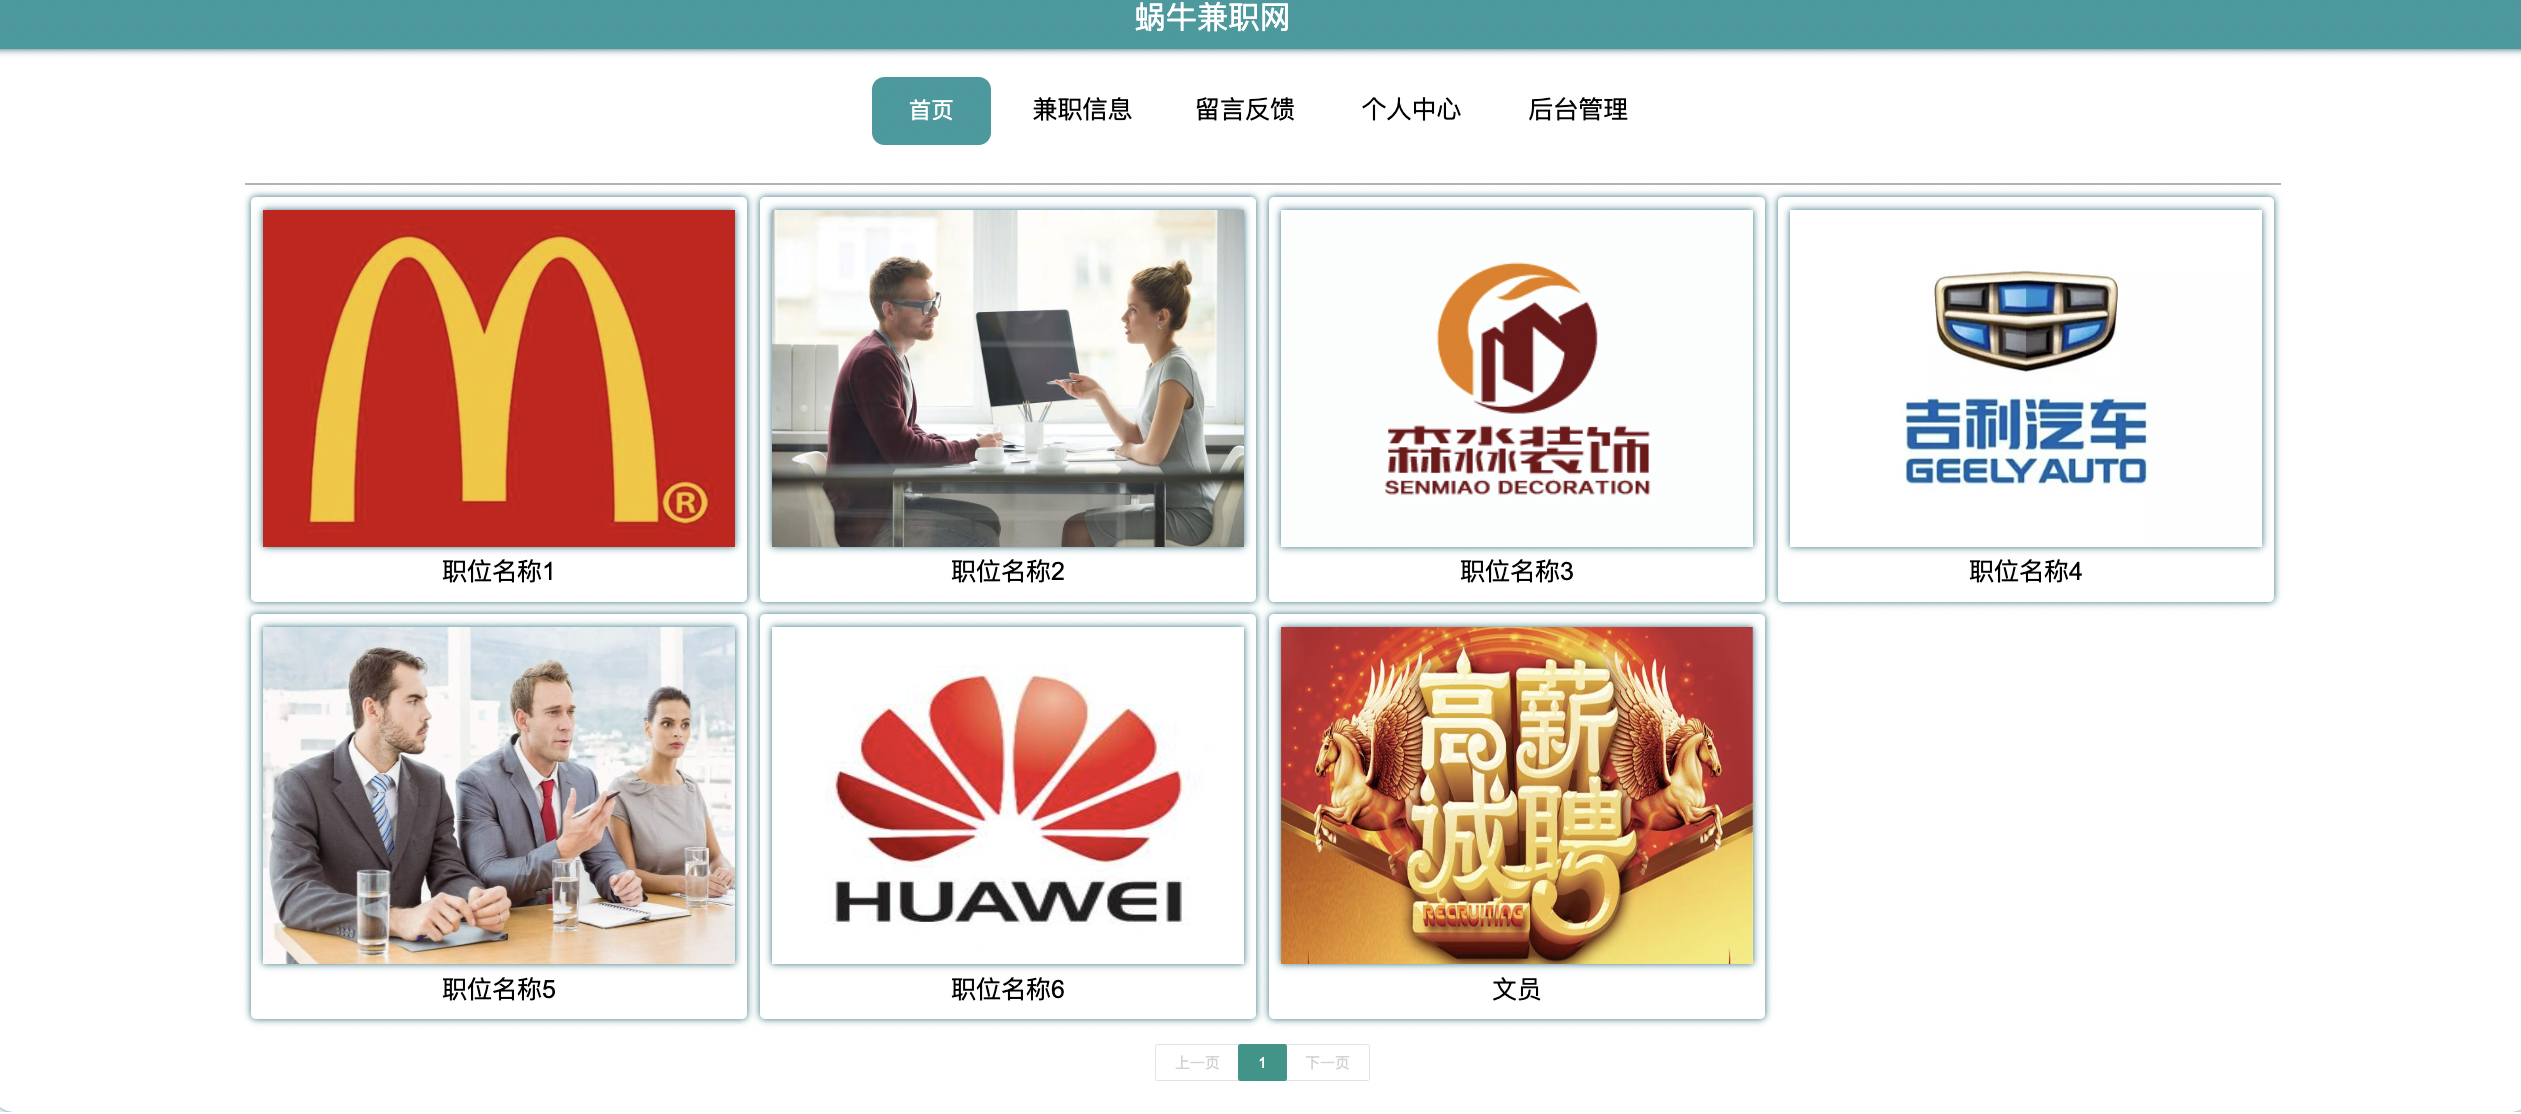 蜗牛兼职网
首页 兼职信息 留言反馈 个人中心 后台管理
®
森淼装饰
SENMIAO DECORATION
吉利汽车
GEELY AUTO
职位名称1 职位名称2 职位名称3 职位名称4
HUAWEI
高薪
诚聘
RECRUITING
职位名称5 职位名称6 文员
上一页 1 下一页